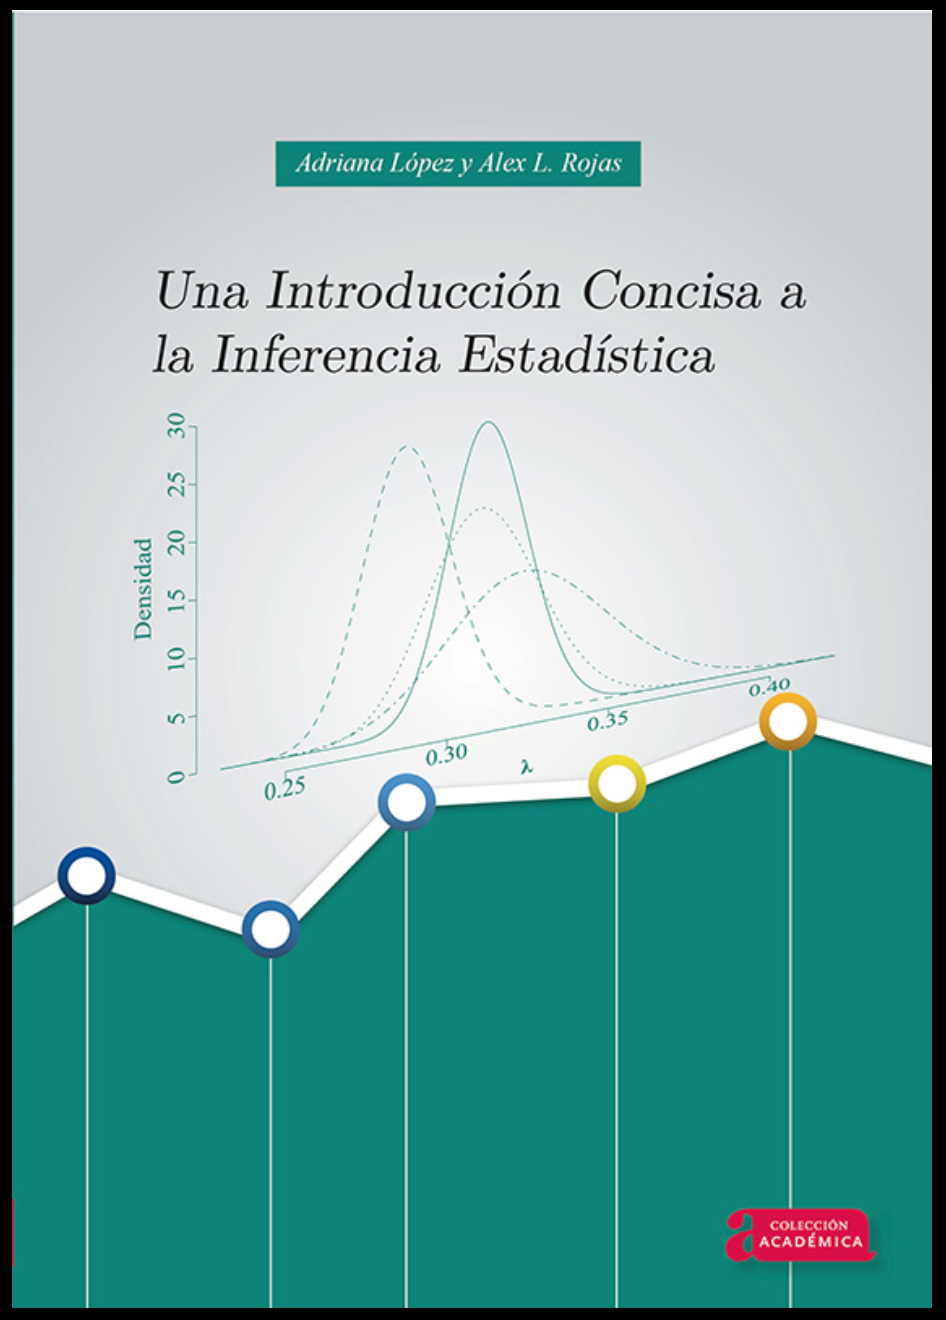 Adriana López y Alex L. Rojas
Una Introducción Concisa a
la Inferencia Estadística
30
25
20
15
10
5
0
Densidad
0.25
0.30
0.35
0.40
λ
a
COLECCIÓN
ACADÉMICA